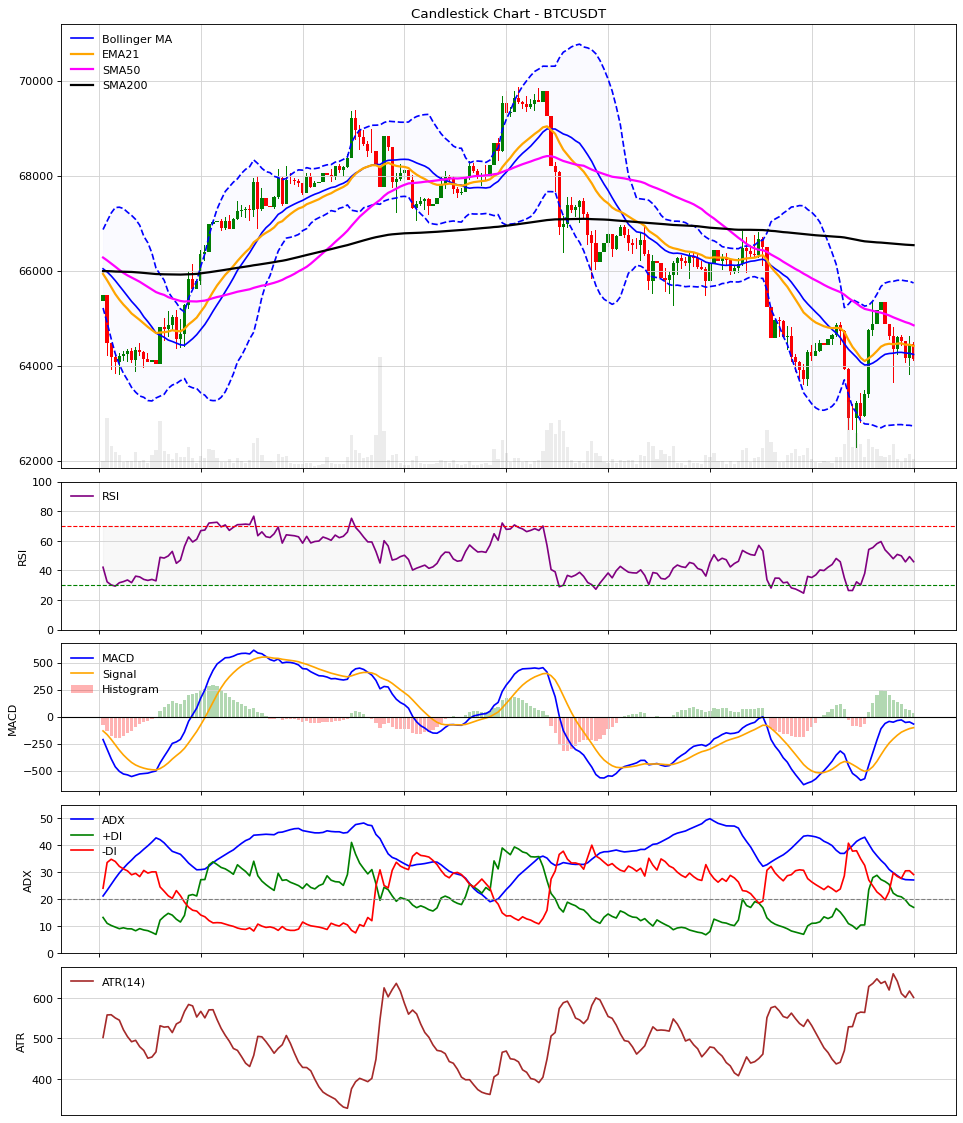 Candlestick Chart - BTCUSDT
Bollinger MA
EMA21
SMA50
SMA200
70000
68000
66000
64000
62000
RSI
RSI
100
80
60
40
20
0
MACD
Signal
Histogram
MACD
500
250
0
−250
−500
ADX
+DI
-DI
ADX
50
40
30
20
10
0
ATR(14)
ATR
600
500
400